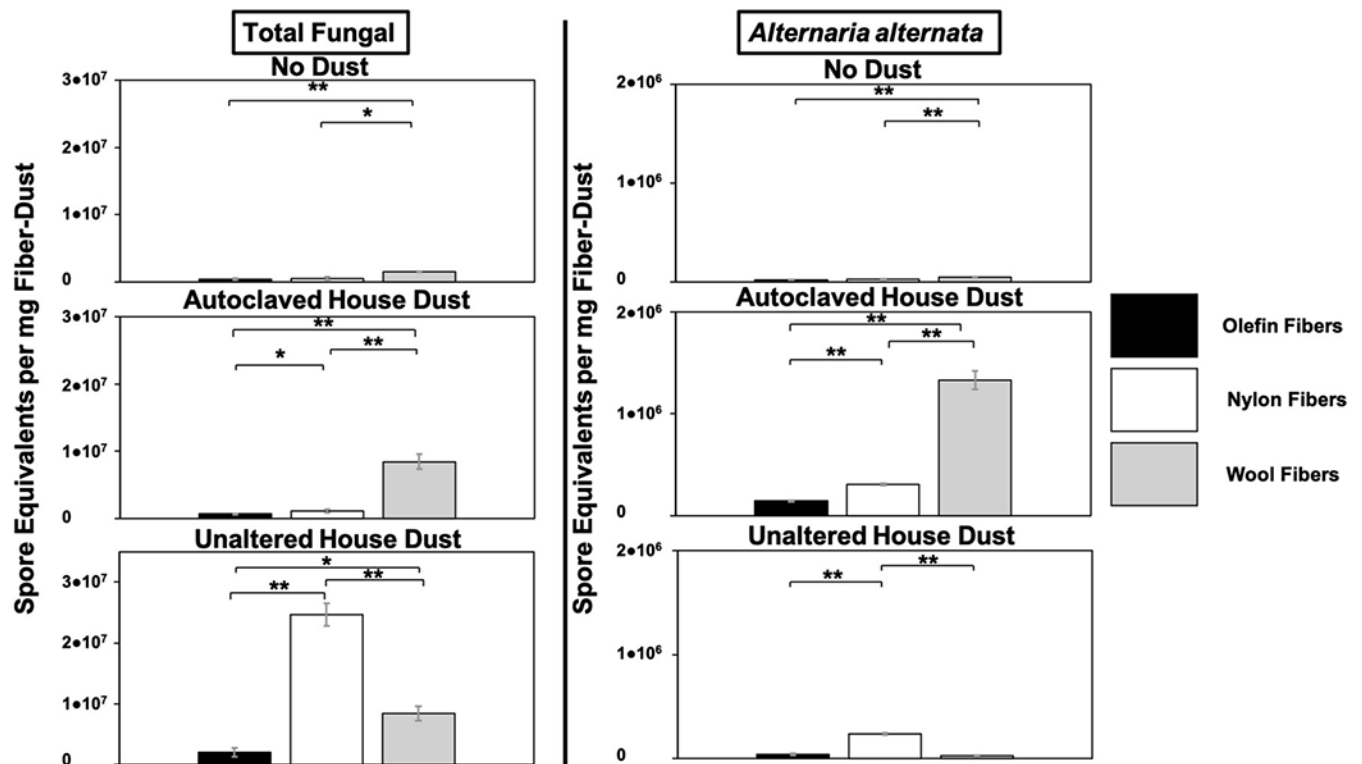 Total Fungal
Alternaria alternata
Spore Equivalents per mg Fiber-Dust
No Dust
3•10⁷
2•10⁷
1•10⁷
0
**
*
Autoclaved House Dust
3•10⁷
2•10⁷
1•10⁷
0
**
*
**
Unaltered House Dust
3•10⁷
2•10⁷
1•10⁷
0
*
**
**
Spore Equivalents per mg Fiber-Dust
No Dust
2•10⁶
1•10⁶
0
**
**
Autoclaved House Dust
2•10⁶
1•10⁶
0
**
**
**
Unaltered House Dust
2•10⁶
1•10⁶
0
**
**
Olefin Fibers
Nylon Fibers
Wool Fibers